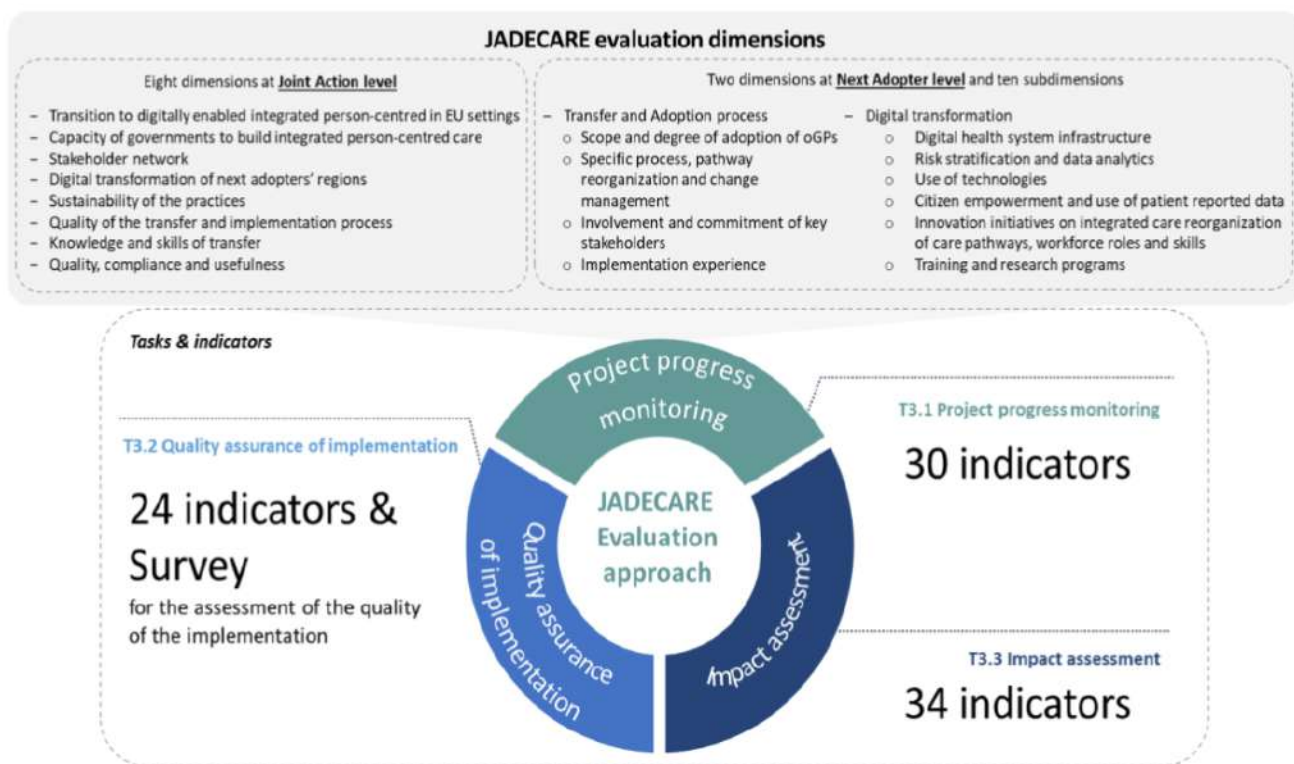 JADECARE evaluation dimensions
Eight dimensions at Joint Action level
– Transition to digitally enabled integrated person-centred in EU settings
– Capacity of governments to build integrated person-centred care
– Stakeholder network
– Digital transformation of next adopters' regions
– Sustainability of the practices
– Quality of the transfer and implementation process
– Knowledge and skills of transfer
– Quality, compliance and usefulness
Two dimensions at Next Adopter level and ten subdimensions
– Transfer and Adoption process
o Scope and degree of adoption of oGPs
o Specific process, pathway
reorganization and change
management
o Involvement and commitment of key
stakeholders
o Implementation experience
– Digital transformation
o Digital health system infrastructure
o Risk stratification and data analytics
o Use of technologies
o Citizen empowerment and use of patient reported data
o Innovation initiatives on integrated care reorganization
of care pathways, workforce roles and skills
o Training and research programs
Tasks & indicators
T3.2 Quality assurance of implementation
24 indicators &
Survey
for the assessment of the quality
of the implementation
Project progress
monitoring
Quality assurance
of implementation
Impact assessment
JADECARE
Evaluation
approach
T3.1 Project progress monitoring
30 indicators
T3.3 Impact assessment
34 indicators